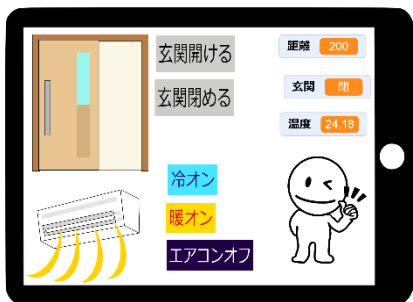 玄関開ける
玄関閉める
距離 200
玄関 閉
温度 24.18
冷オン
暖オン
エアコンオフ